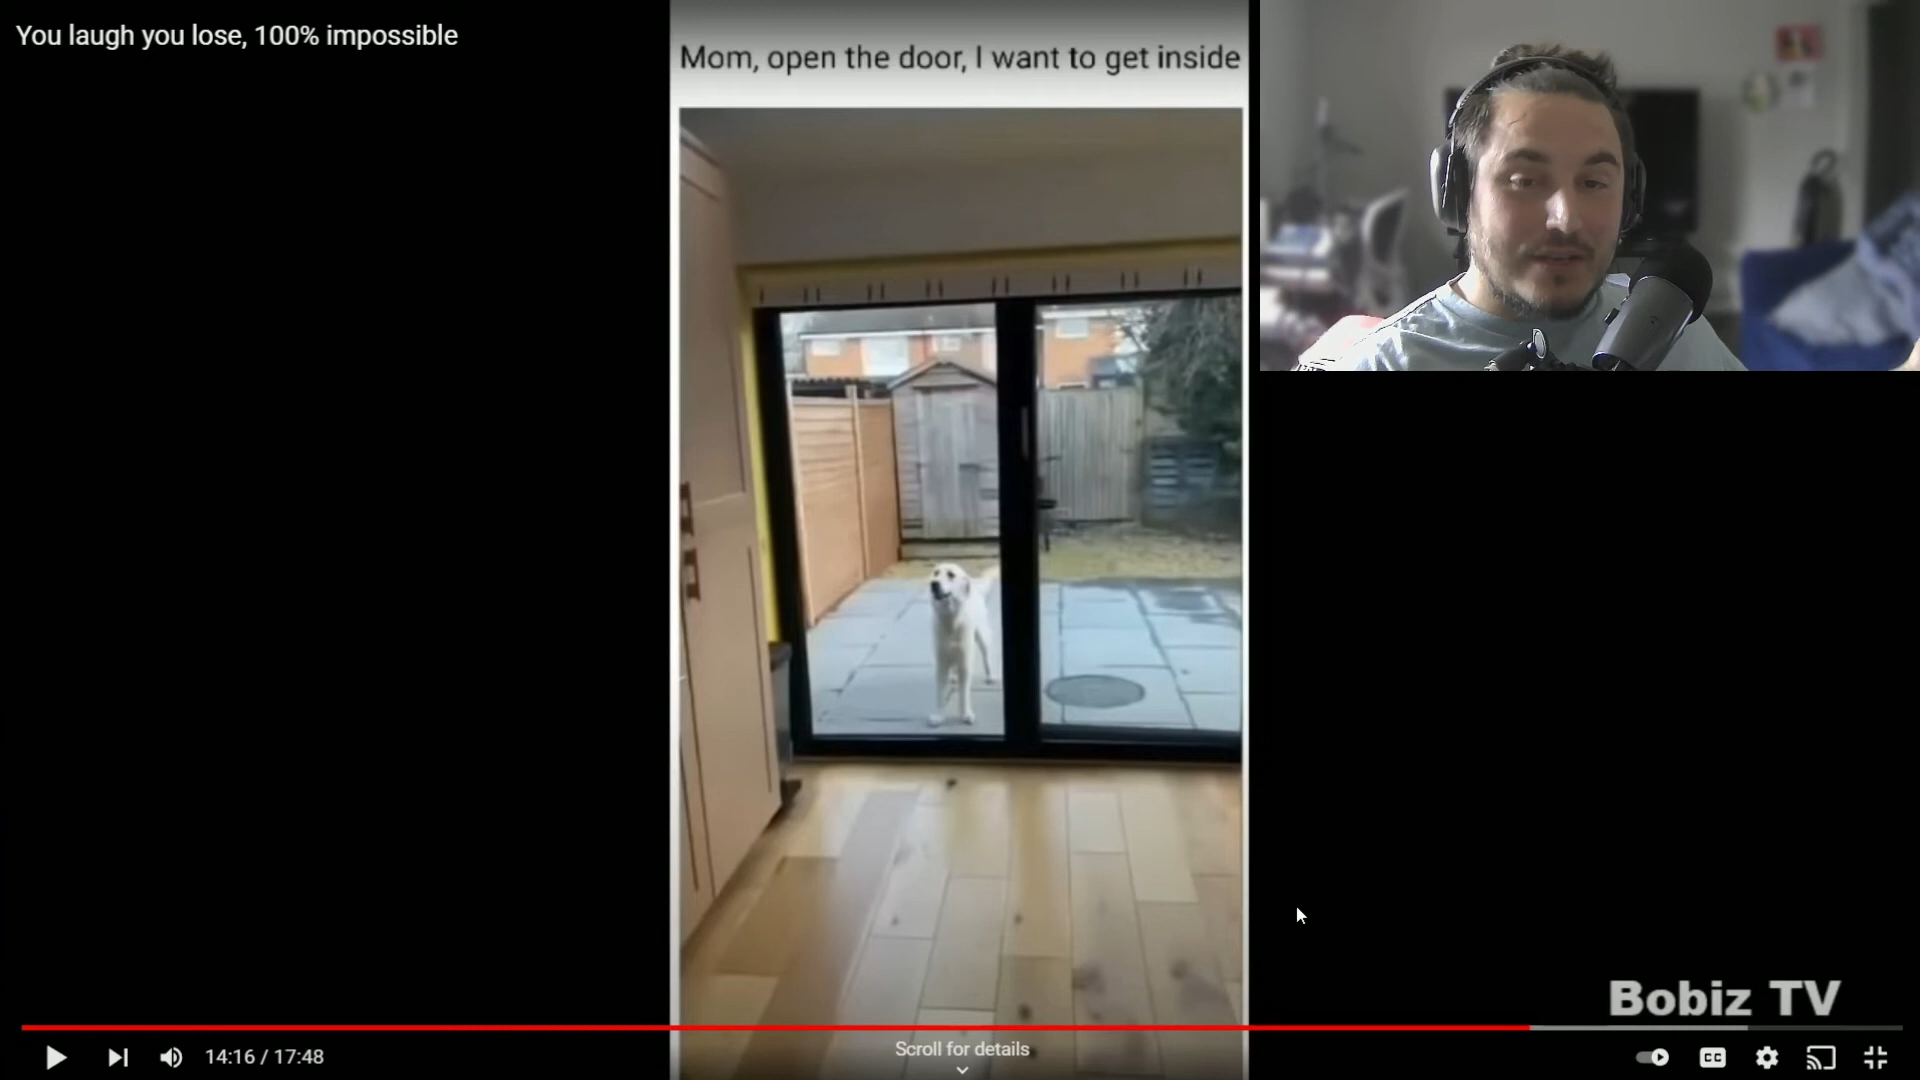 You laugh you lose, 100% impossible
Mom, open the door, I want to get inside
Bobiz TV
Scroll for details
14:16 / 17:48
CC